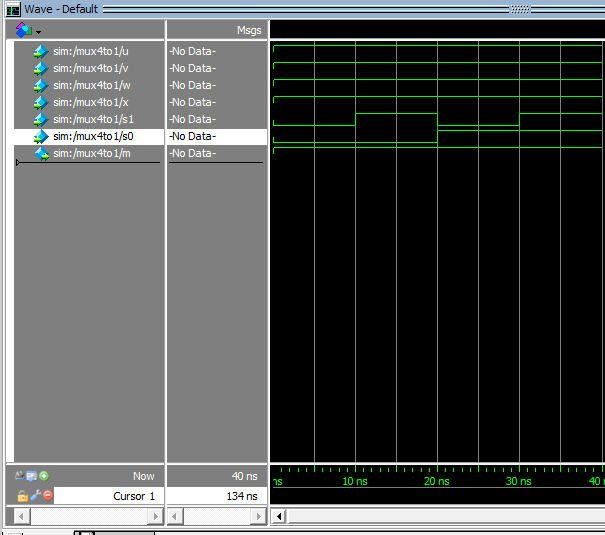 Wave - Default
Msgs
sim:/mux4to1/u -No Data-
sim:/mux4to1/v -No Data-
sim:/mux4to1/w -No Data-
sim:/mux4to1/x -No Data-
sim:/mux4to1/s1 -No Data-
sim:/mux4to1/s0 -No Data-
sim:/mux4to1/m -No Data-
Now 40 ns ns 10 ns 20 ns 30 ns 40
Cursor 1 134 ns